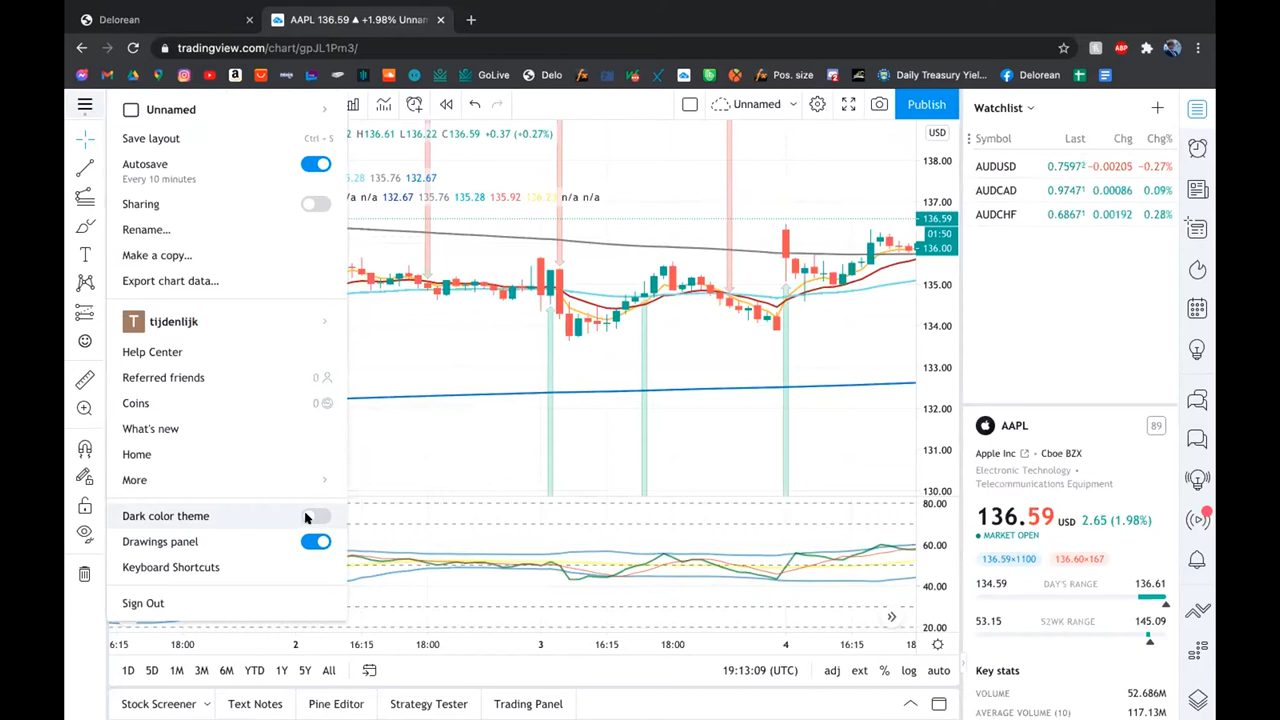 Delorean
AAPL 136.59 ▲ +1.98% Unnan
tradingview.com/chart/gpJL1Pm3/
GoLive
Delo
Pos. size
Daily Treasury Yiel...
Delorean
Unnamed
Save layout
Ctrl + S
Autosave
Every 10 minutes
Sharing
Rename...
Make a copy...
Export chart data...
T tijdenlijk
Help Center
Referred friends 0
Coins 0
What's new
Home
More
Dark color theme
Drawings panel
Keyboard Shortcuts
Sign Out
Unnamed
Publish
2 H136.61 L136.22 C136.59 +0.37 (+0.27%)
5.28 135.76 132.67
/a n/a 132.67 135.76 135.28 135.92 n/a n/a
USD
138.00
137.00
136.59
01:50
136.00
135.00
134.00
133.00
132.00
131.00
130.00
80.00
60.00
40.00
20.00
6:15 18:00 2 16:15 18:00 3 16:15 18:00 4 16:15 18
1D 5D 1M 3M 6M YTD 1Y 5Y All
19:13:09 (UTC) adj ext % log auto
Stock Screener Text Notes Pine Editor Strategy Tester Trading Panel
Watchlist
Symbol Last Chg Chg%
AUDUSD 0.7597² -0.00205 -0.27%
AUDCAD 0.9747¹ 0.00086 0.09%
AUDCHF 0.6867¹ 0.00192 0.28%
AAPL 89
Apple Inc • Cboe BZX
Electronic Technology •
Telecommunications Equipment
136.59 USD 2.65 (1.98%)
MARKET OPEN
136.59×100 136.60×167
134.59 DAY'S RANGE 136.61
53.15 52WK RANGE 145.09
Key stats
VOLUME 52.686M
AVERAGE VOLUME (10) 117.13M